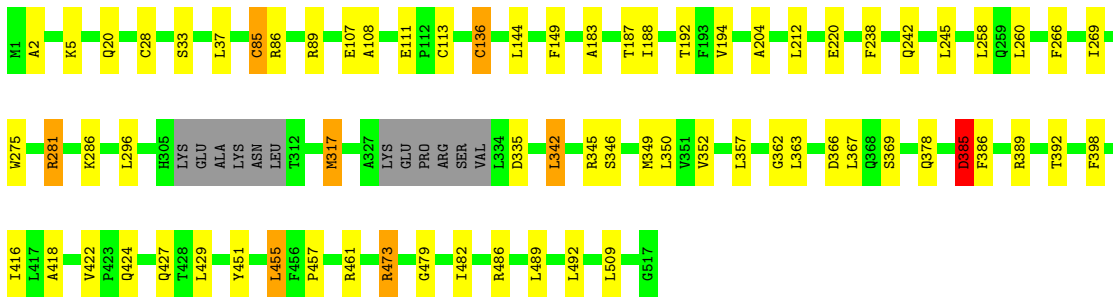 M1 A2 K5 Q20 C28 S33 L37 C85 R86 R89 E107 A108 E111 P112 C113 C136 L144 F149 A183 T187 I188 T192 F193 V194 A204 L212 E220 F238 Q242 L245 L258 Q259 L260 F266 I269
W275 R281 K286 L296 H305 LYS GLU ALA LYS ASN LEU T312 M317 A327 LYS GLU PRO ARG SER VAL L334 D335 L342 R345 S346 M349 L350 V351 V352 L357 G362 L363 D366 L367 Q368 S369 Q378 D385 F386 R389 T392 F398
I416 L417 A418 V422 P423 Q424 Q427 T428 L429 Y451 L455 F456 P457 R461 R473 G479 I482 R486 L489 L492 L509 G517